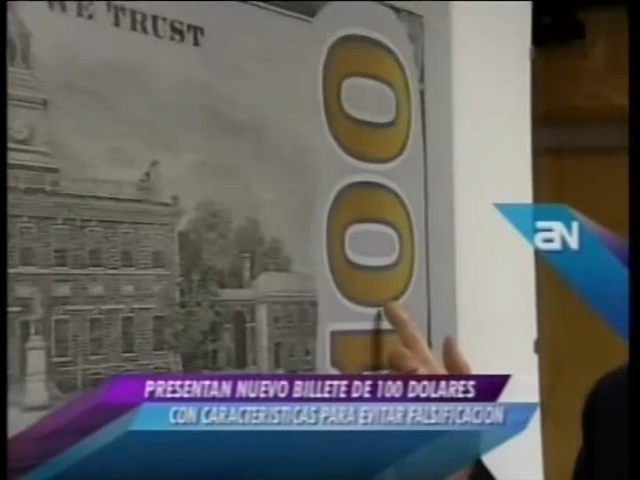 WE TRUST
100
aN
PRESENTAN NUEVO BILLETE DE 100 DOLARES
CON CARACTERISTICAS PARA EVITAR FALSIFICACION